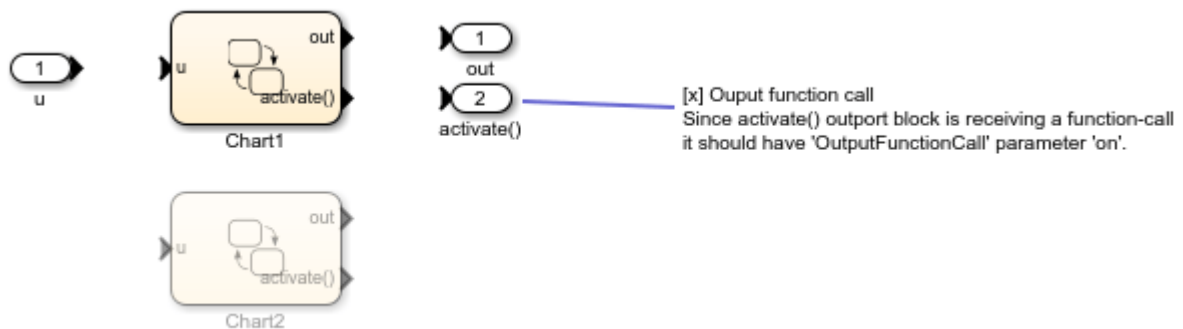 1
u
u
out
activate()
Chart1
1
out
2
activate()
[x] Ouput function call
Since activate() outport block is receiving a function-call
it should have 'OutputFunctionCall' parameter 'on'.
u
out
activate()
Chart2